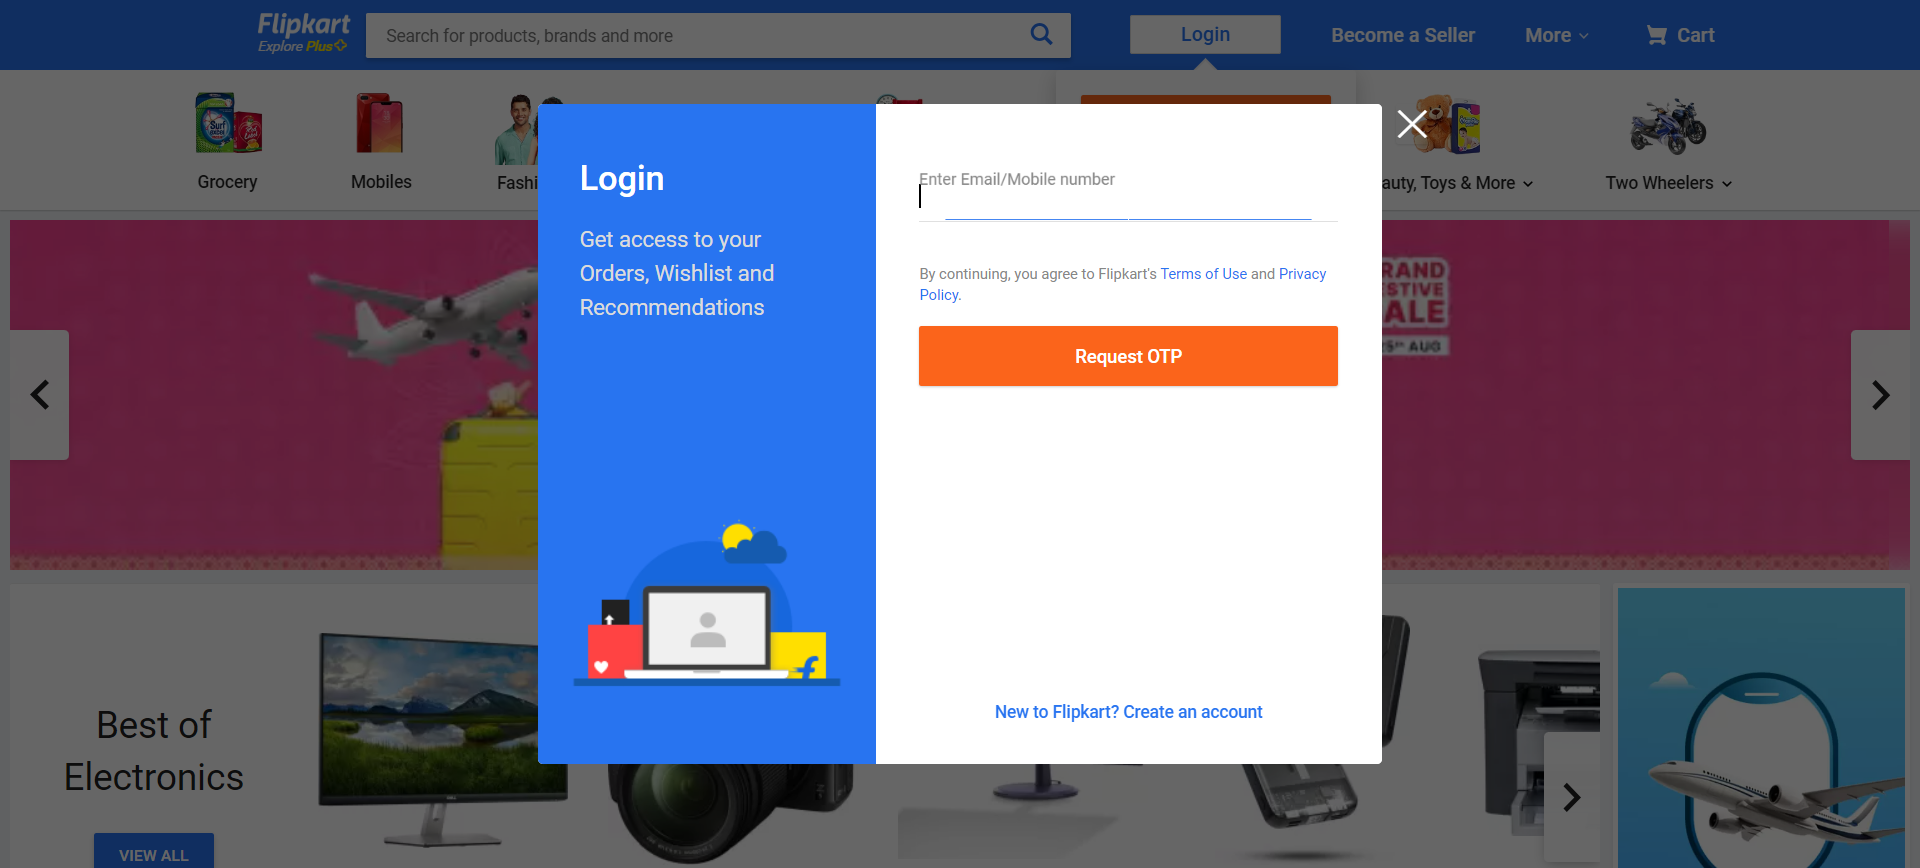 Flipkart
Explore Plus
Search for products, brands and more
Login
Become a Seller
More
Cart
Grocery
Mobiles
Fashi
auty, Toys & More
Two Wheelers
Login
Get access to your
Orders, Wishlist and
Recommendations
Enter Email/Mobile number
By continuing, you agree to Flipkart's Terms of Use and Privacy
Policy.
Request OTP
New to Flipkart? Create an account
RAND
ESTIVE
ALE
25TH AUG
Best of
Electronics
VIEW ALL